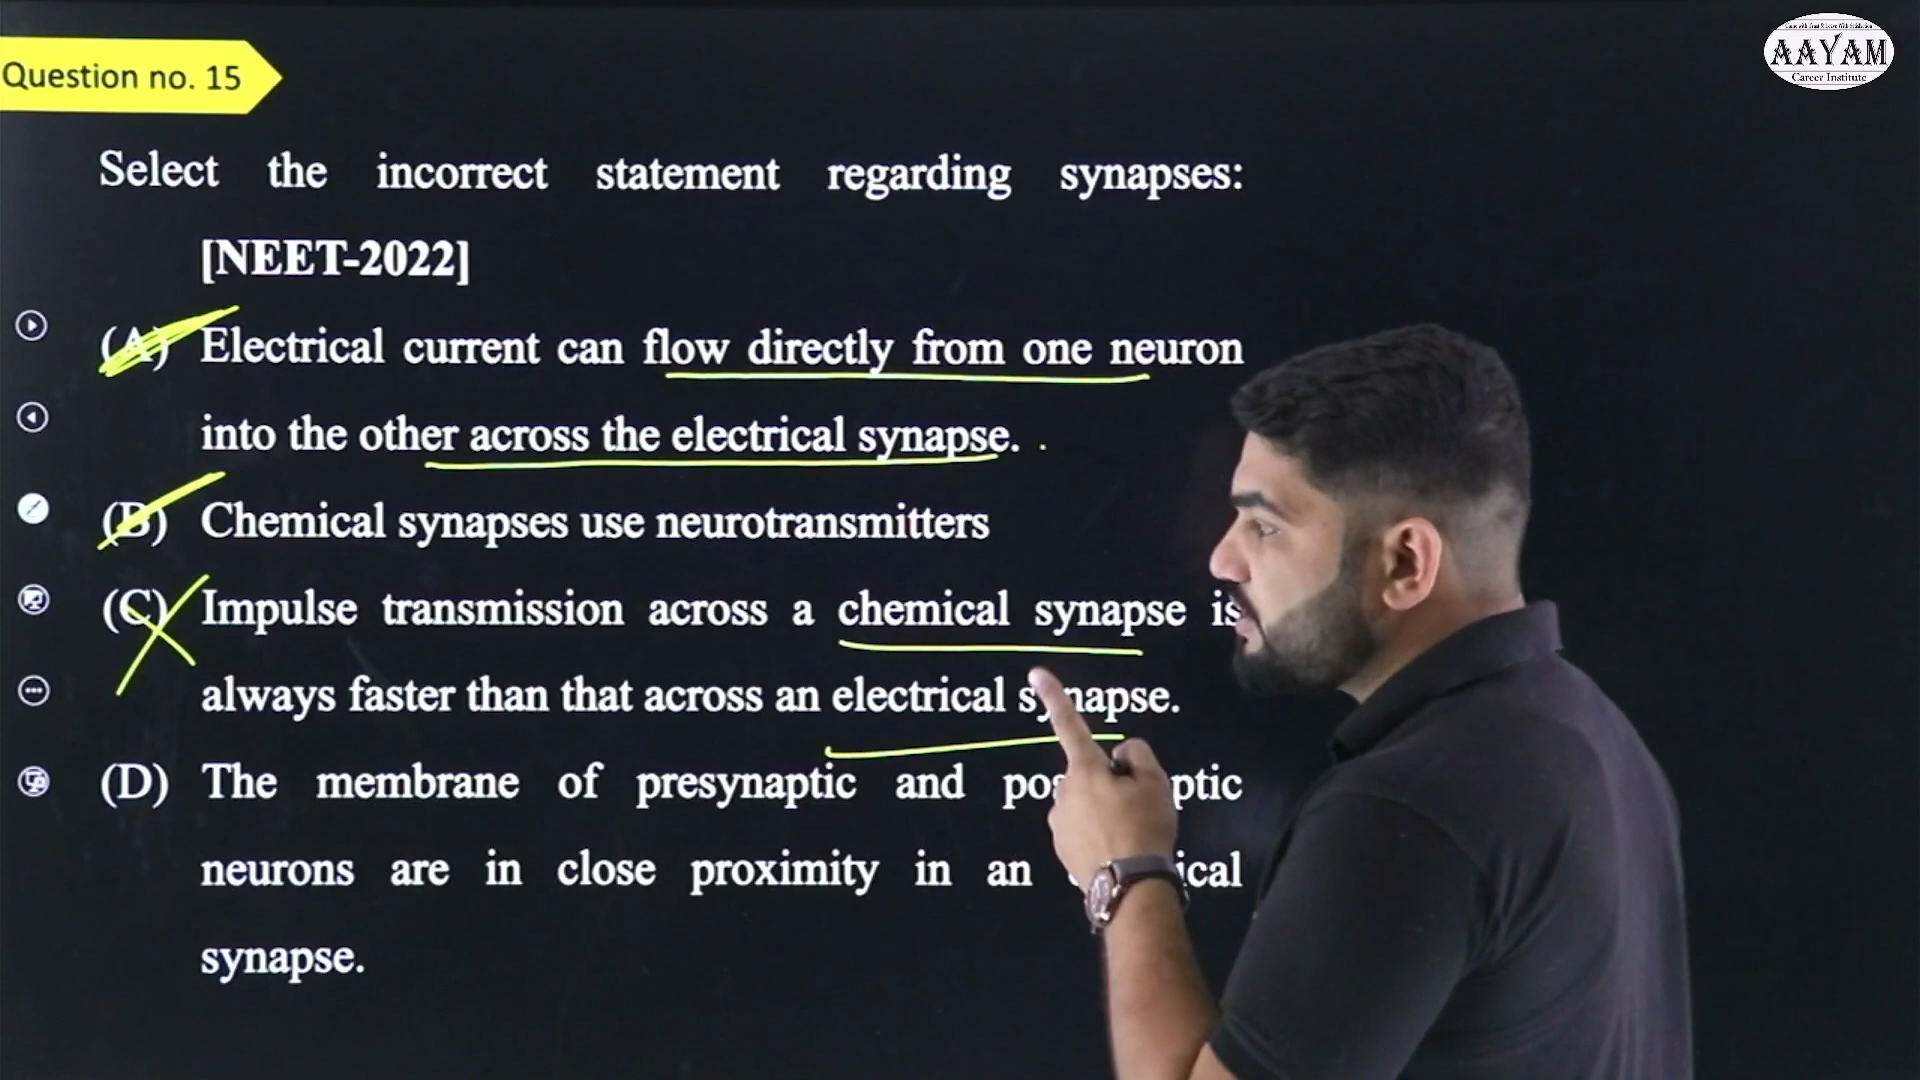 Question no. 15
AAYAM
Career Institute
Select the incorrect statement regarding synapses:
[NEET-2022]
(A) Electrical current can flow directly from one neuron
into the other across the electrical synapse.
(B) Chemical synapses use neurotransmitters
(C) Impulse transmission across a chemical synapse is
always faster than that across an electrical synapse.
(D) The membrane of presynaptic and
neurons are in close proximity in an
synapse.